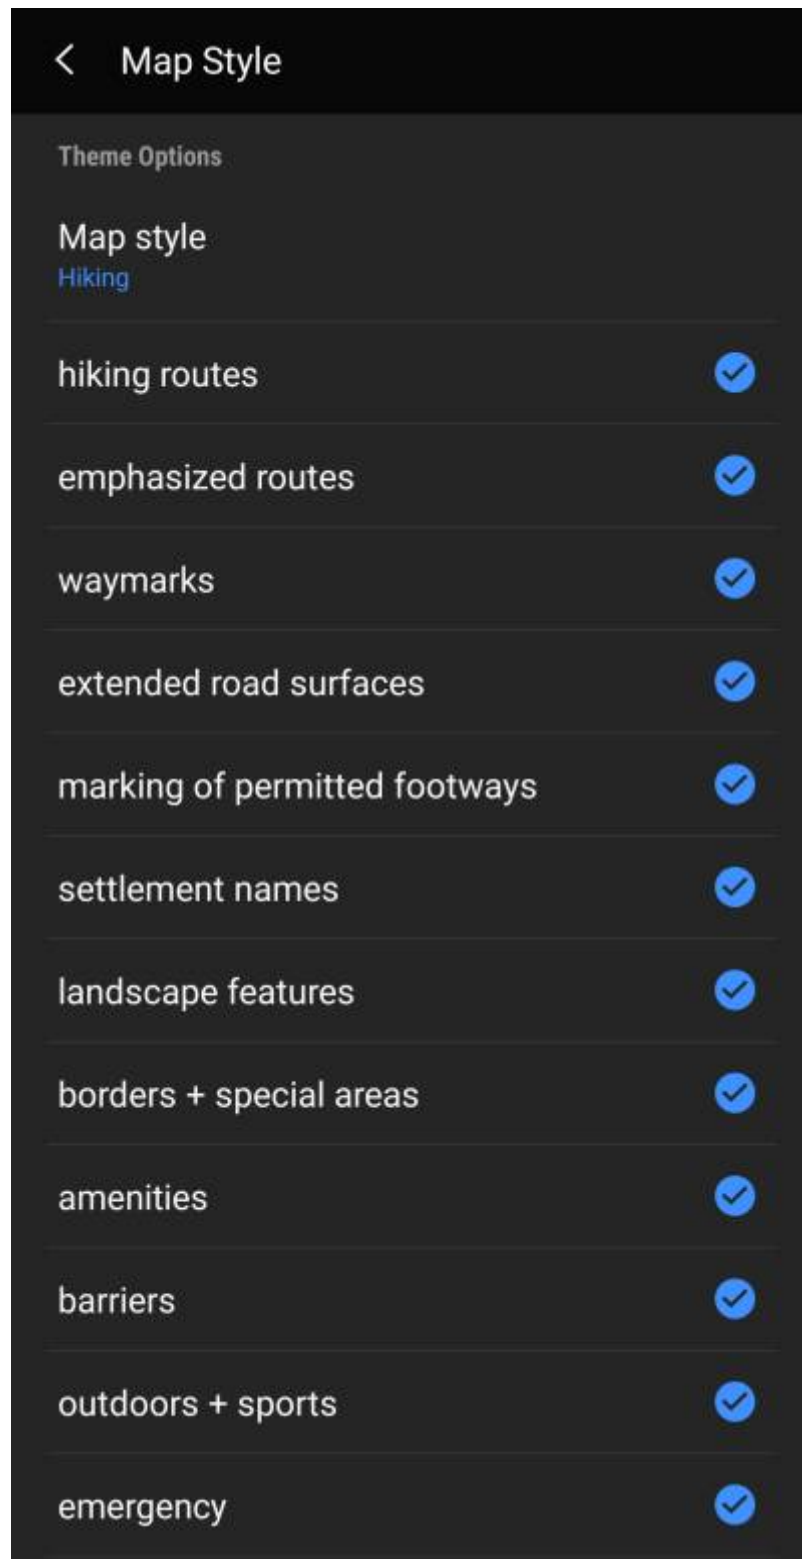 Map Style
Theme Options
Map style
Hiking
hiking routes
emphasized routes
waymarks
extended road surfaces
marking of permitted footways
settlement names
landscape features
borders + special areas
amenities
barriers
outdoors + sports
emergency